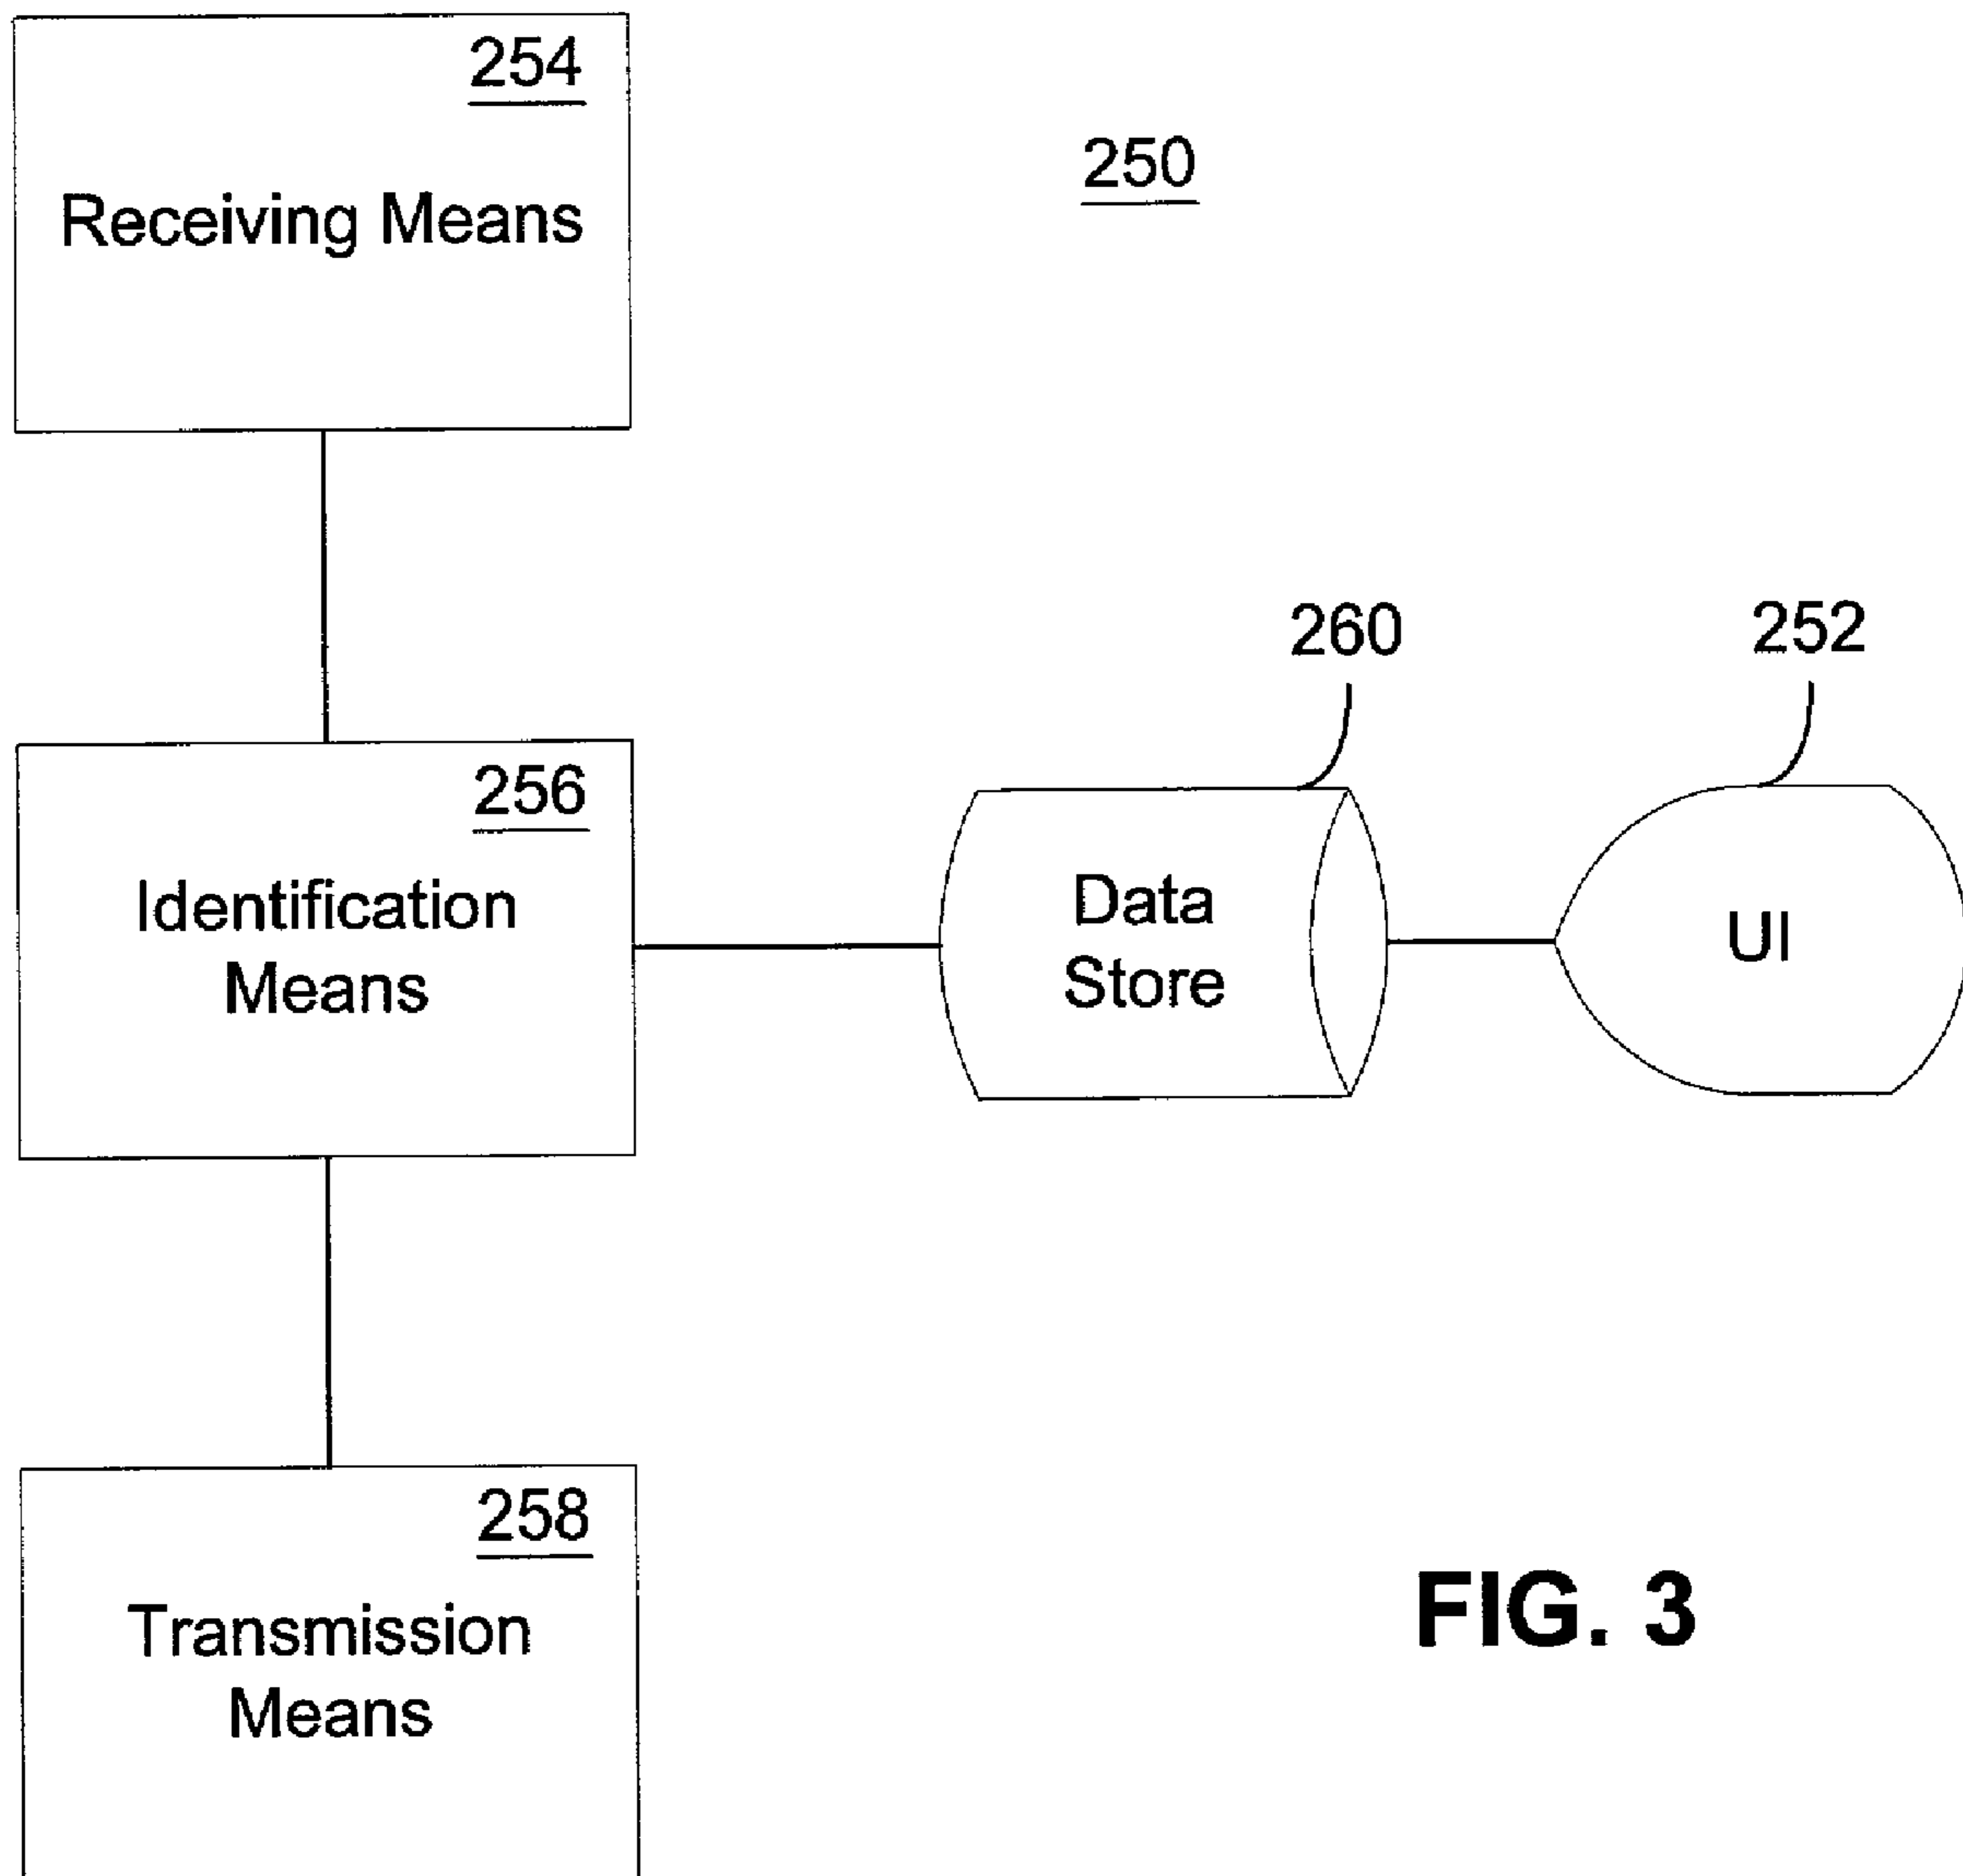 254
Receiving Means
250
260
252
256
Identification
Means
Data
Store
UI
258
Transmission
Means
FIG. 3